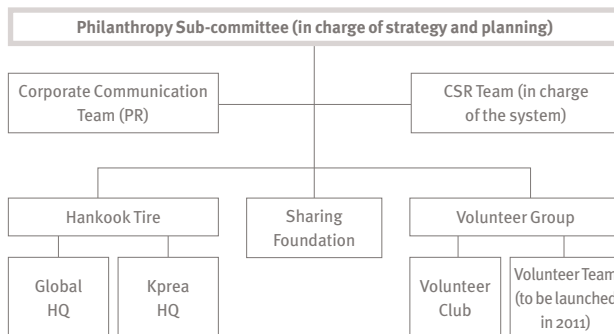 Philanthropy Sub-committee (in charge of strategy and planning)
Corporate Communication
Team (PR)
CSR Team (in charge
of the system)
Hankook Tire
Sharing
Foundation
Volunteer Group
Global
HQ
Kprea
HQ
Volunteer
Club
Volunteer Team
(to be launched
in 2011)